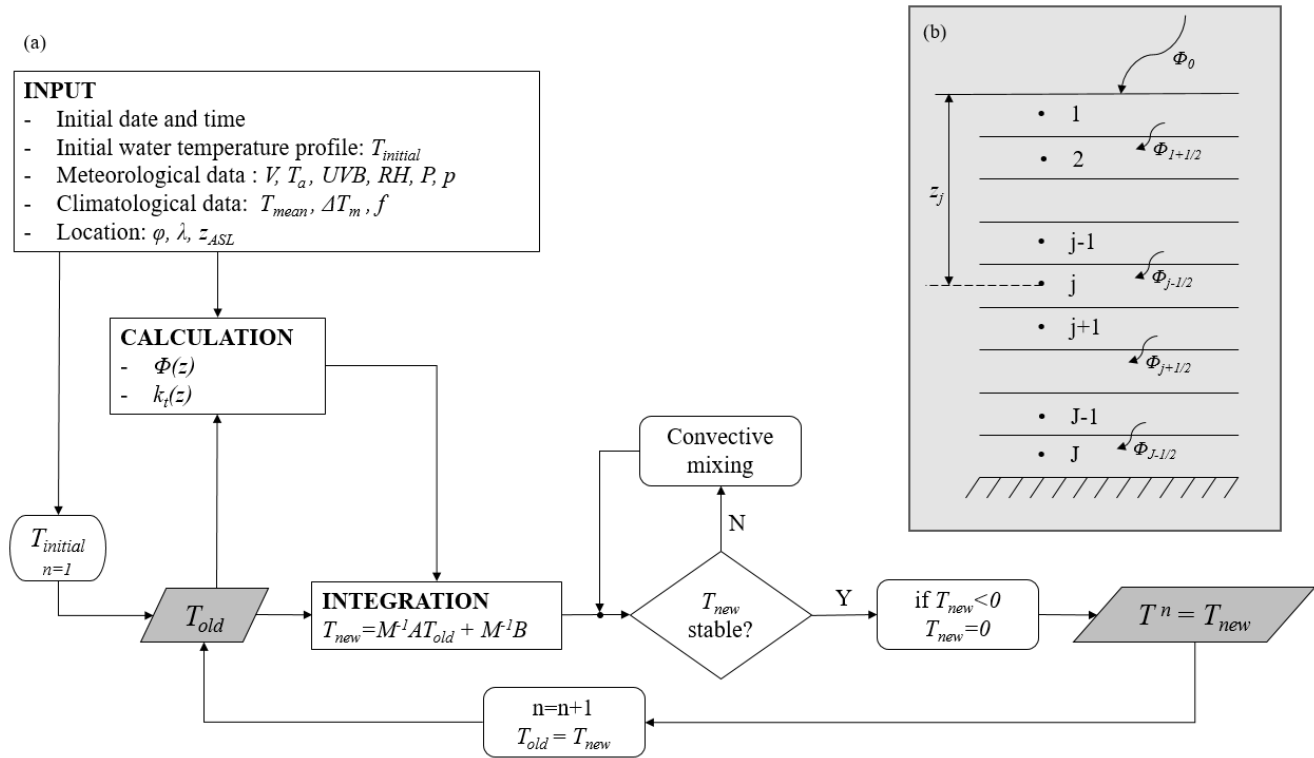 (a)
INPUT
- Initial date and time
- Initial water temperature profile: T_initial
- Meteorological data : V, T_a, UVB, RH, P, p
- Climatological data: T_mean, ΔT_m, f
- Location: φ, λ, z_ASL
CALCULATION
- Φ(z)
- k_t(z)
T_initial
n=1
T_old
INTEGRATION
T_new=M^-1AT_old + M^-1B
Convective
mixing
N
T_new
stable?
Y
if T_new<0
T_new=0
T^n = T_new
n=n+1
T_old = T_new
(b)
Φ_0
• 1
Φ_1+1/2
• 2
z_j
• j-1
Φ_j-1/2
• j
• j+1
Φ_j+1/2
• J-1
Φ_J-1/2
• J